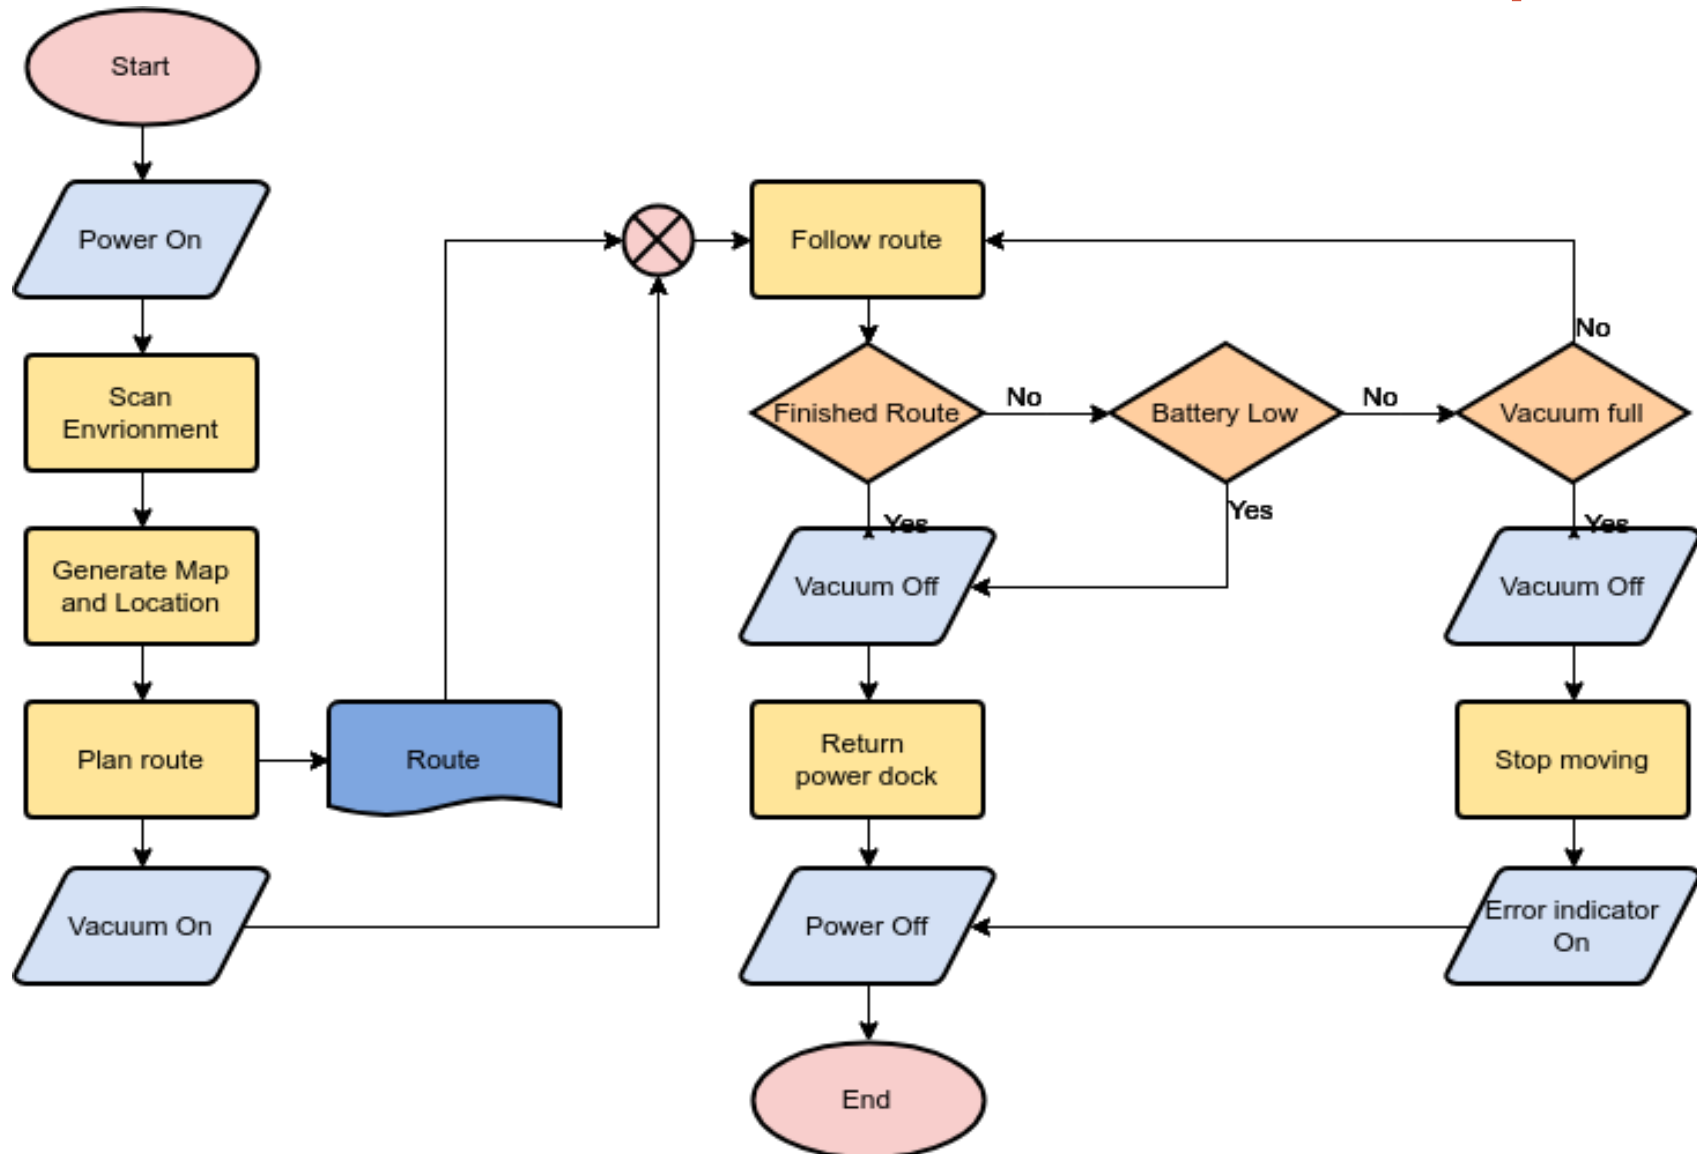 Start
Power On
Scan
Envrionment
Generate Map
and Location
Plan route
Route
Vacuum On
Follow route
Finished Route
No
Battery Low
No
Vacuum full
No
Yes
Yes
Yes
Vacuum Off
Vacuum Off
Return
power dock
Stop moving
Power Off
Error indicator
On
End